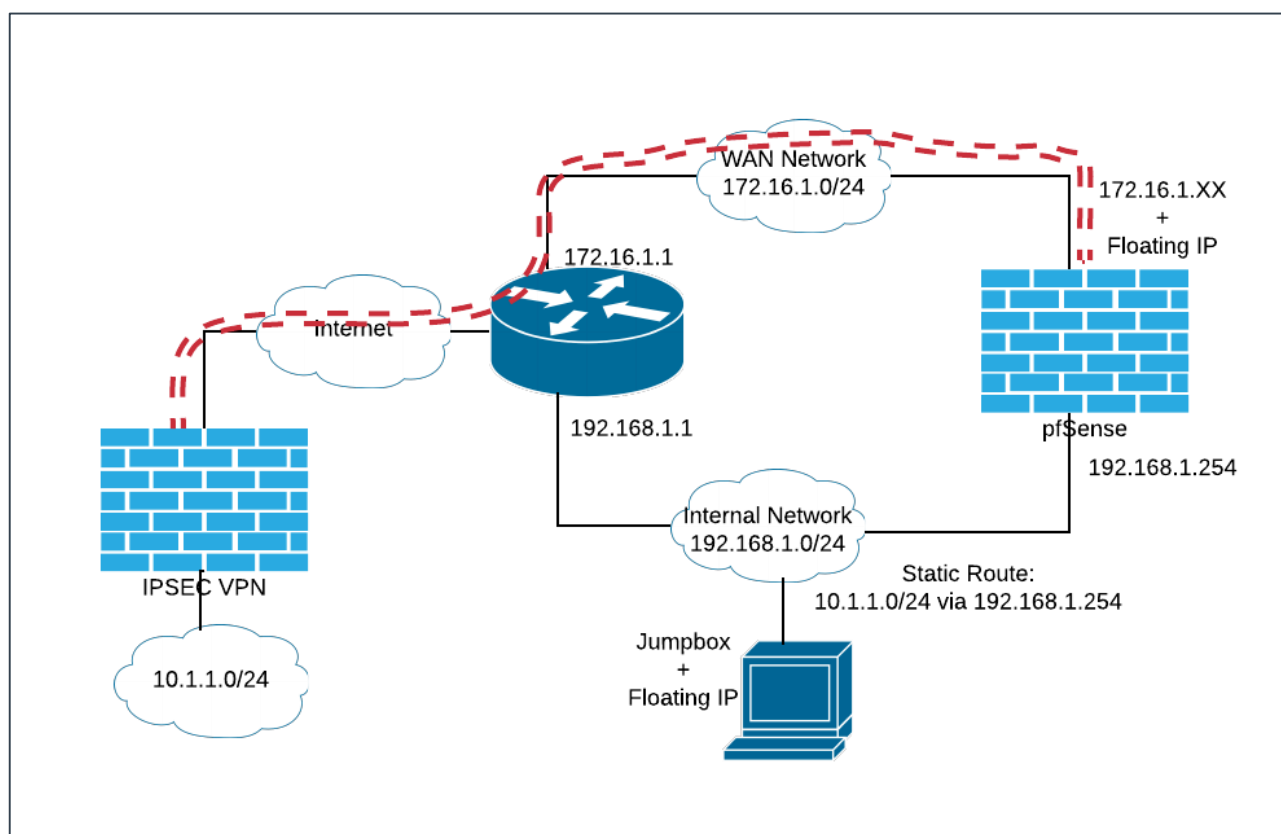 WAN Network
172.16.1.0/24
172.16.1.XX
+
Floating IP
172.16.1.1
Internet
192.168.1.1
pfSense
192.168.1.254
Internal Network
192.168.1.0/24
Static Route:
10.1.1.0/24 via 192.168.1.254
IPSEC VPN
10.1.1.0/24
Jumpbox
+
Floating IP